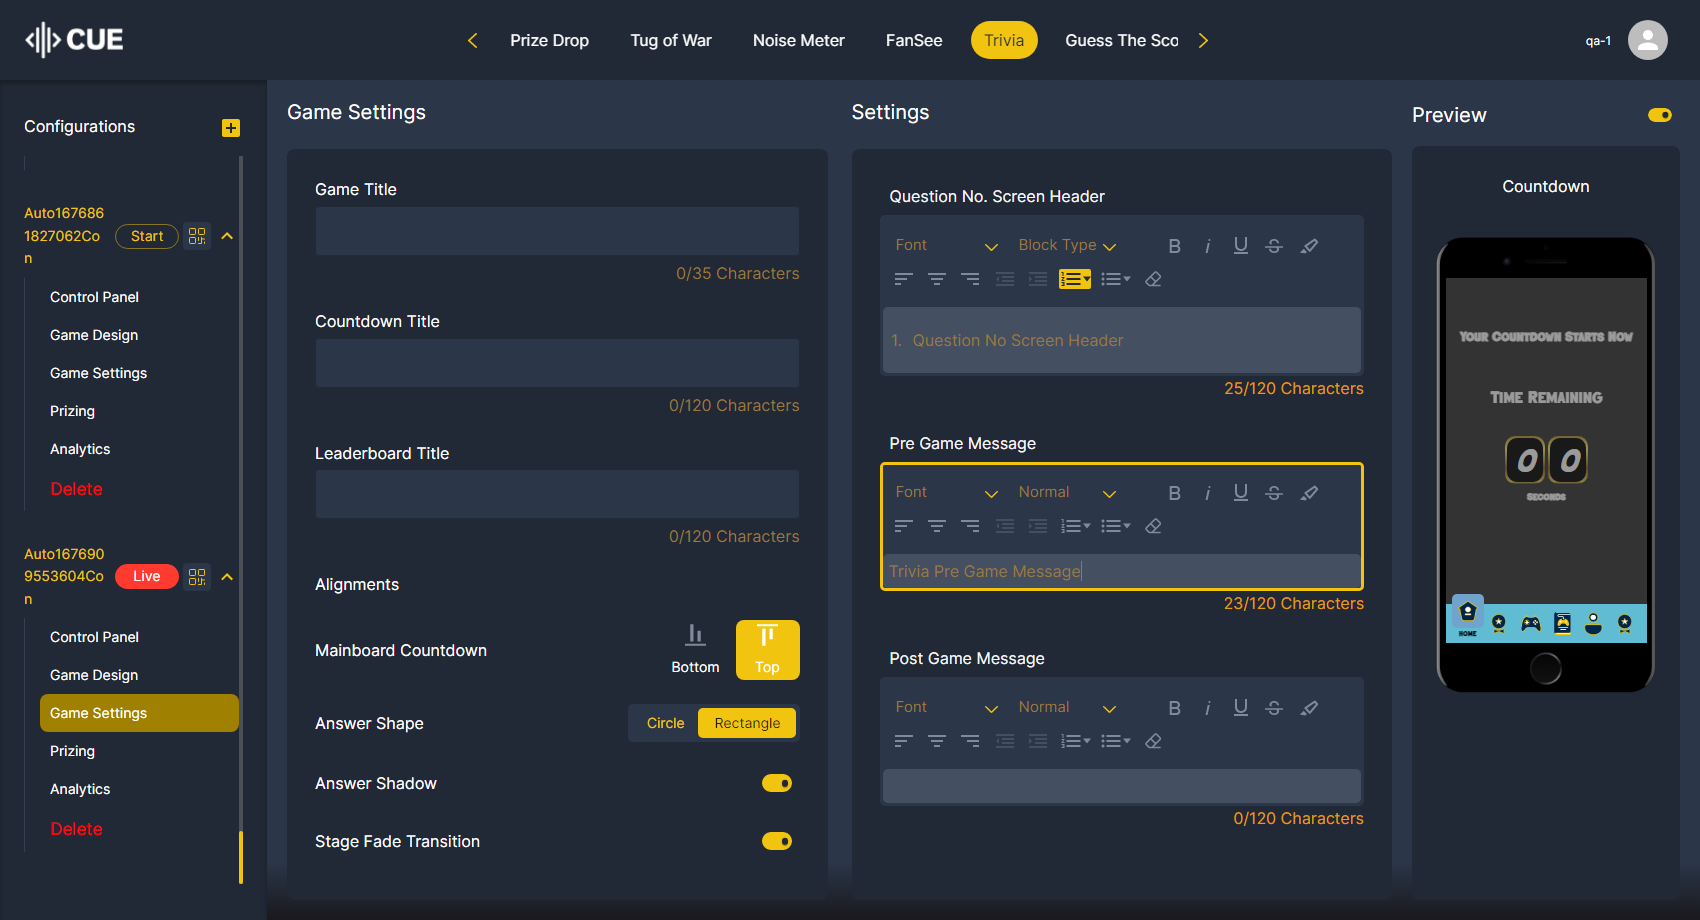 CUE
Prize Drop
Tug of War
Noise Meter
FanSee
Trivia
Guess The Sco
qa-1
Configurations
Auto167686
1827062Co
n
Start
Control Panel
Game Design
Game Settings
Prizing
Analytics
Delete
Auto167690
9553604Co
n
Live
Control Panel
Game Design
Game Settings
Prizing
Analytics
Delete
Game Settings
Game Title
0/35 Characters
Countdown Title
0/120 Characters
Leaderboard Title
0/120 Characters
Alignments
Mainboard Countdown
Bottom
Top
Answer Shape
Circle
Rectangle
Answer Shadow
Stage Fade Transition
Settings
Question No. Screen Header
Font
Block Type
B i U S
1. Question No Screen Header
25/120 Characters
Pre Game Message
Font
Normal
B i U S
Trivia Pre Game Message
23/120 Characters
Post Game Message
Font
Normal
B i U S
0/120 Characters
Preview
Countdown
Your Countdown Starts Now
Time Remaining
0 0
Seconds
HOME